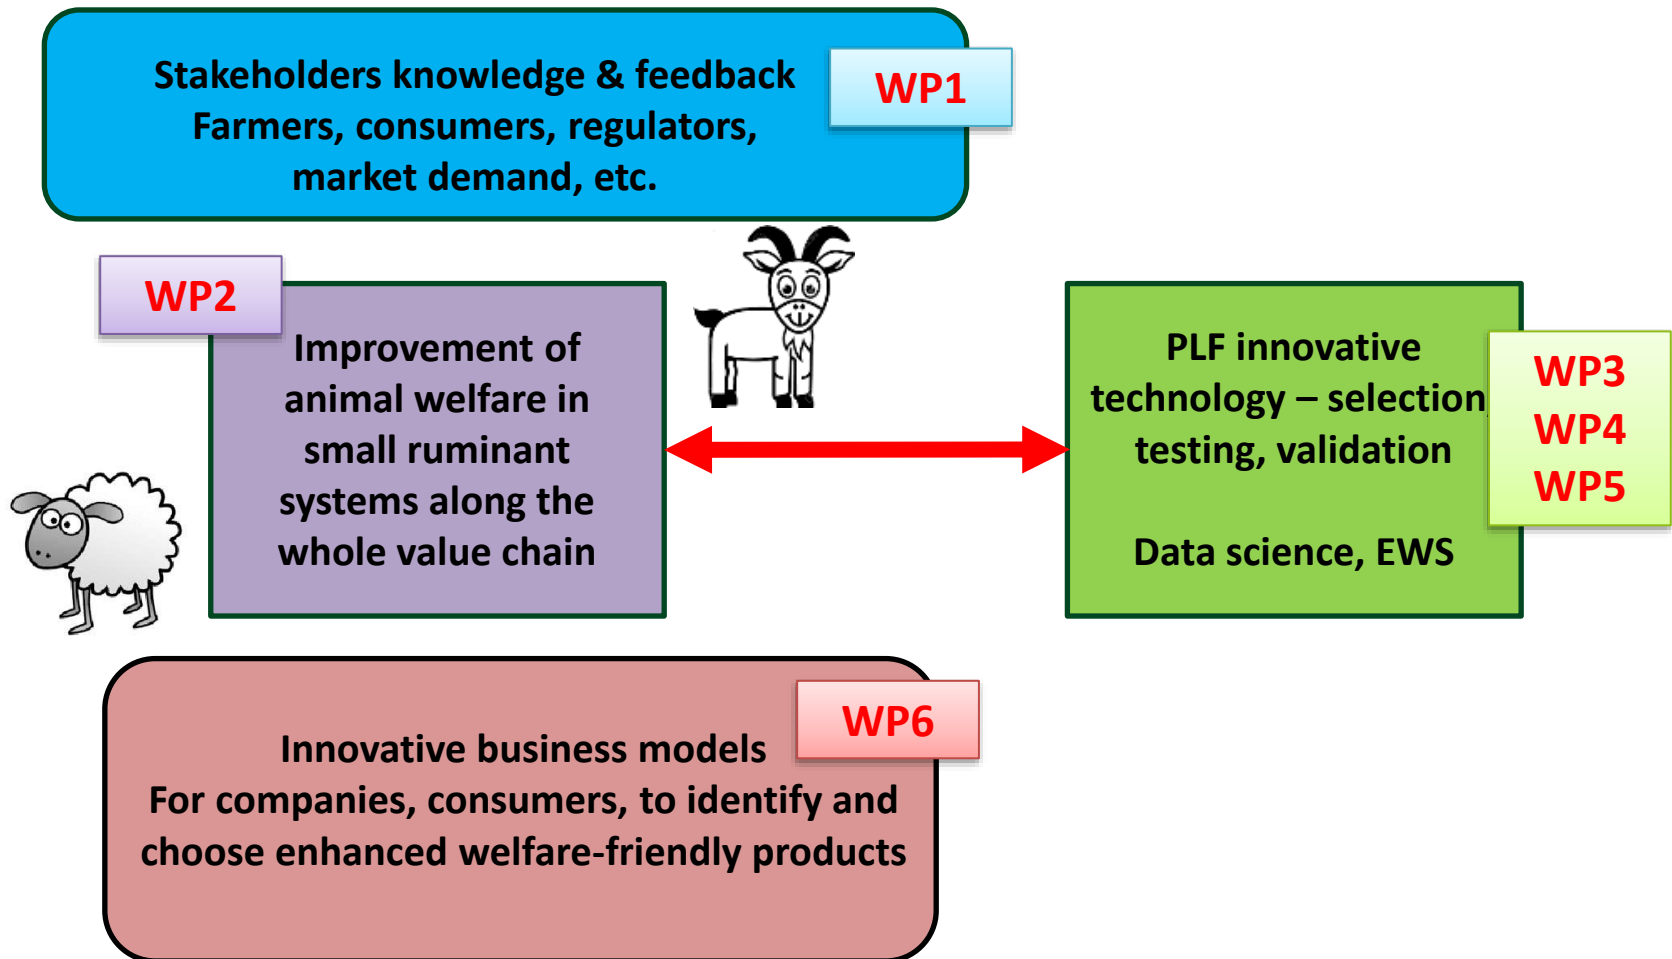 Stakeholders knowledge & feedback
Farmers, consumers, regulators,
market demand, etc.
WP1
WP2
Improvement of
animal welfare in
small ruminant
systems along the
whole value chain
PLF innovative
technology – selection,
testing, validation
Data science, EWS
WP3
WP4
WP5
WP6
Innovative business models
For companies, consumers, to identify and
choose enhanced welfare-friendly products